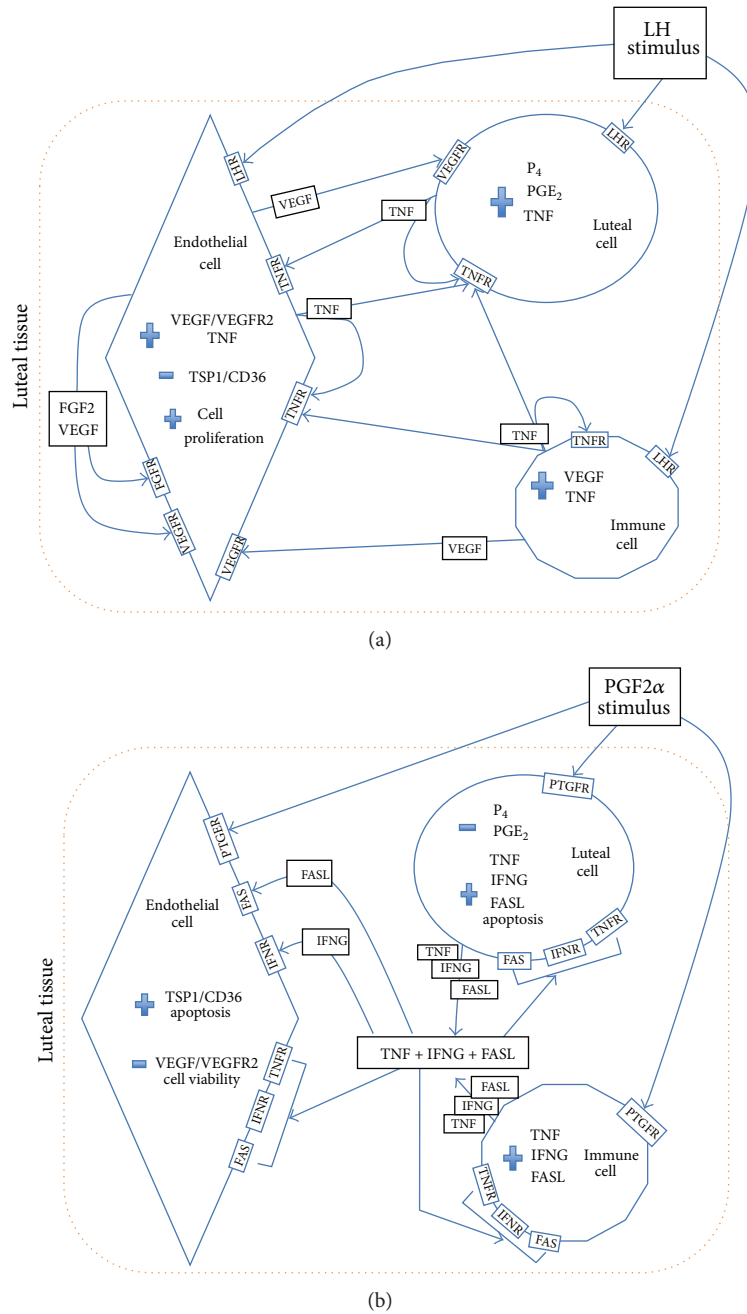 LH
stimulus
Luteal tissue
LHR
LHR
VEGFR
VEGF
P4
PGE2
TNF
Luteal
cell
TNF
Endothelial
cell
TNFR
TNFR
TNF
VEGF/VEGFR2
TNF
TSP1/CD36
Cell
proliferation
FGF2
VEGF
TNFR
TNF
TNFR
LHR
VEGF
TNF
Immune
cell
FGFR
VEGFR
VEGFR
VEGF
(a)
PGF2α
stimulus
Luteal tissue
PTGFR
PTGER
P4
PGE2
TNF
IFNG
FASL
apoptosis
Luteal
cell
FASL
FAS
Endothelial
cell
IFNG
IFNR
TNF
IFNG
FASL
FAS
IFNR
TNFR
TSP1/CD36
apoptosis
VEGF/VEGFR2
cell viability
TNF + IFNG + FASL
TNFR
IFNR
FAS
FASL
IFNG
TNF
PTGFR
TNF
IFNG
FASL
Immune
cell
TNFR
IFNR
FAS
(b)